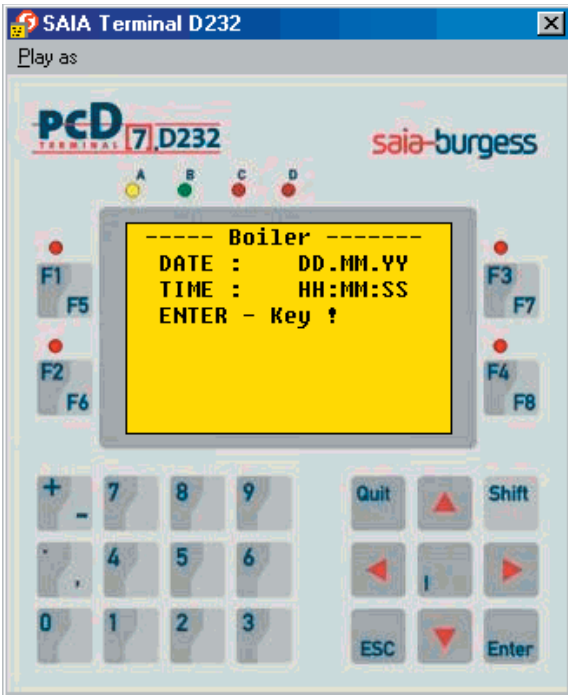 SAIA Terminal D232
Play as
PCD [7].D232
TERMINAL
saia-burgess
A B C D
----- Boiler -------
DATE : DD.MM.YY
TIME : HH:MM:SS
ENTER - Key !
F1 F5
F3 F7
F2 F6
F4 F8
+ - 7 8 9 Quit Shift
. , 4 5 6 I
0 1 2 3 ESC Enter